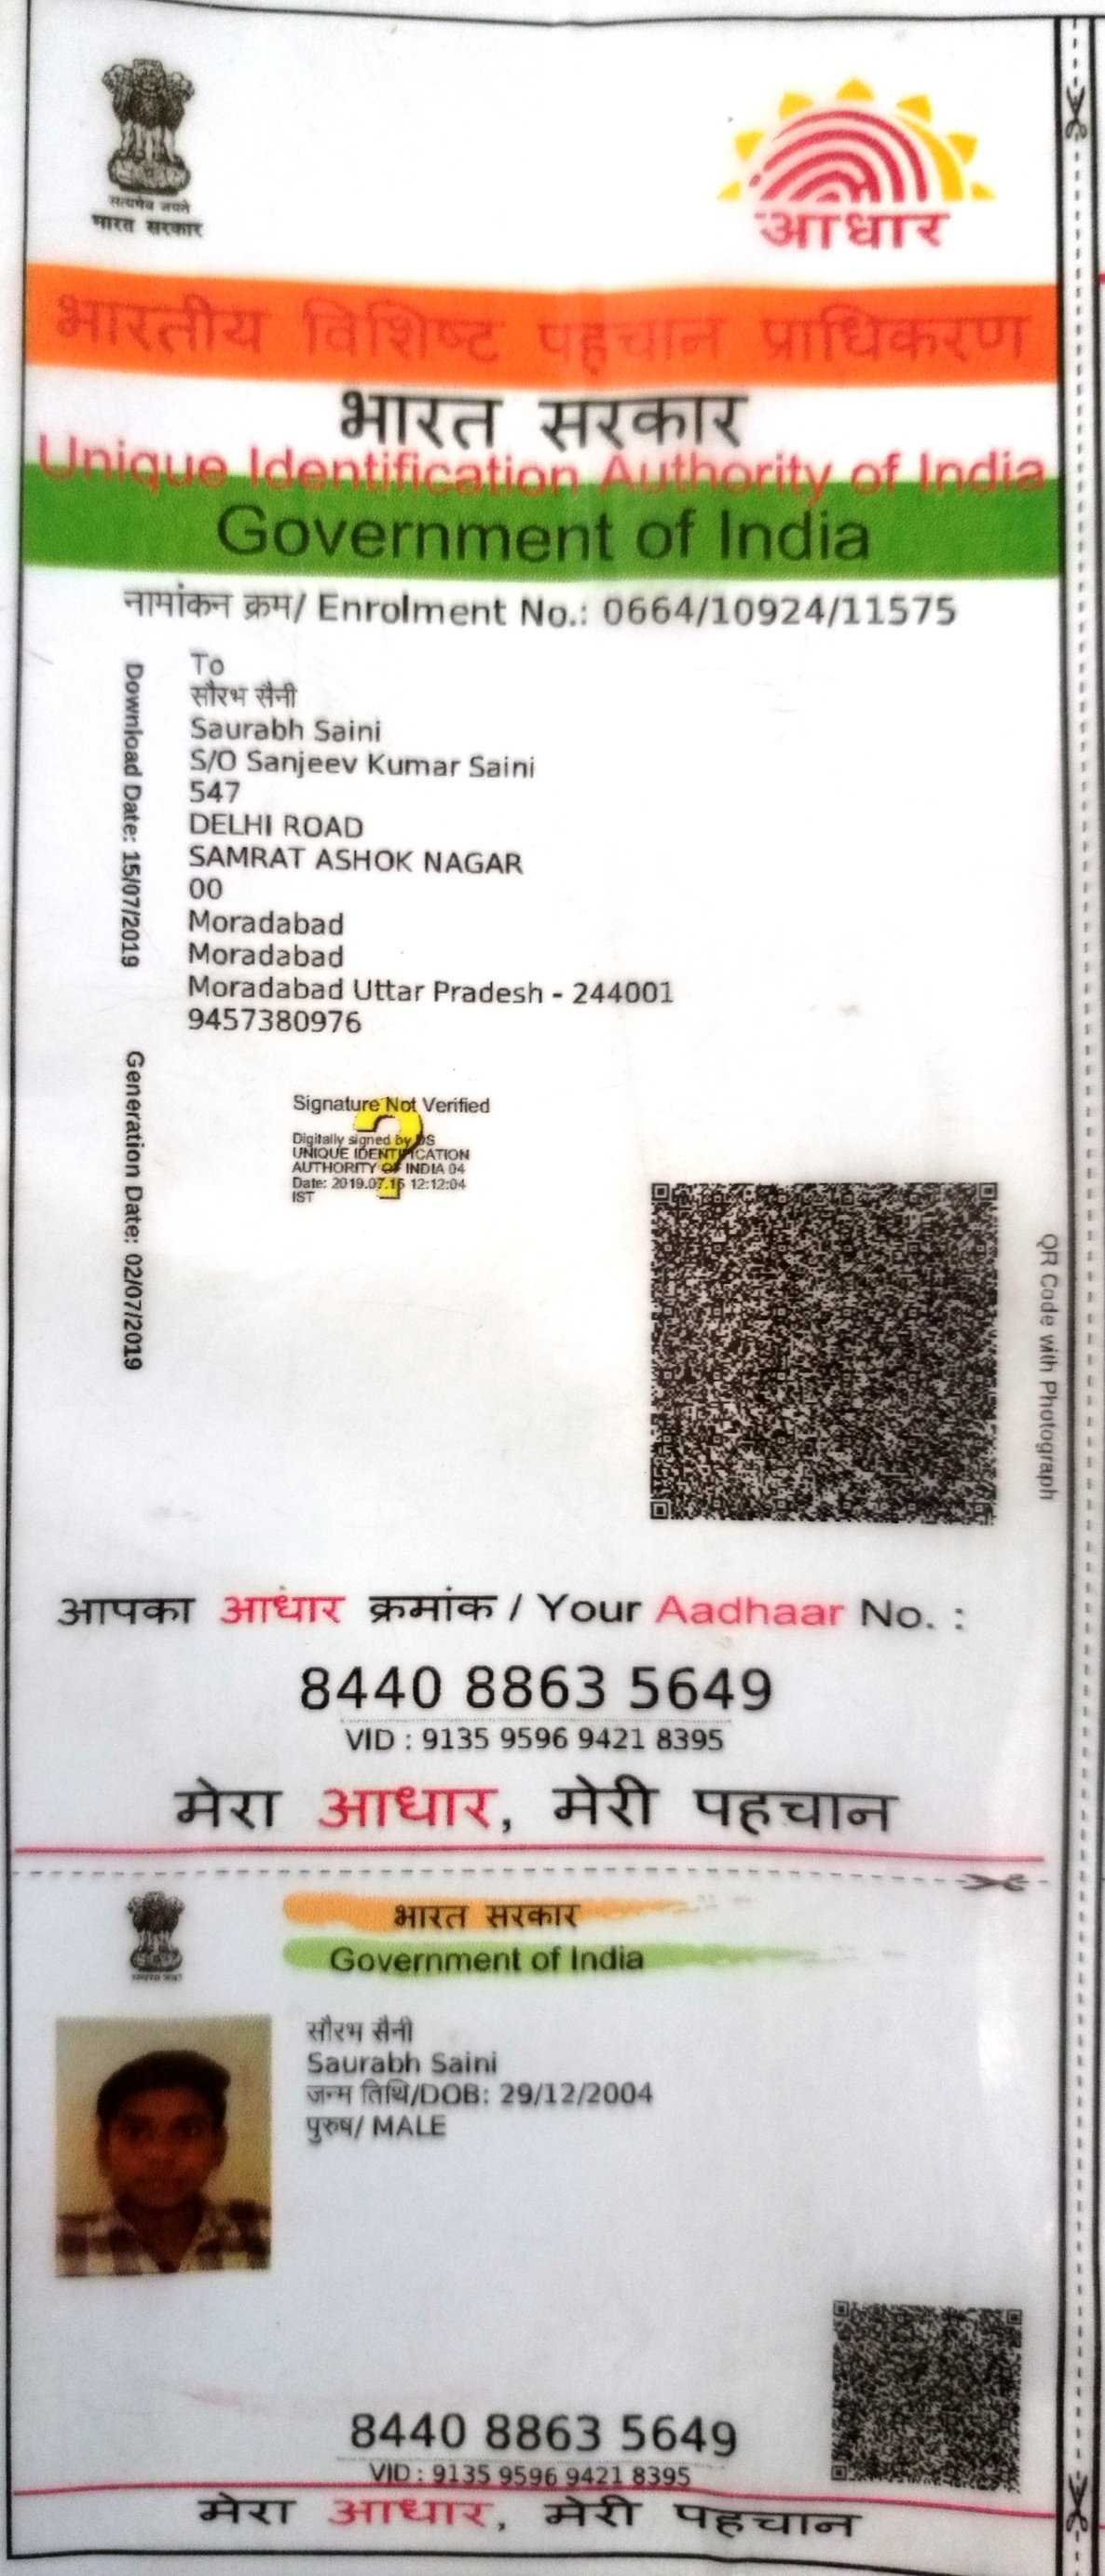 सत्यमेव जयते
भारत सरकार
आधार
भारतीय विशिष्ट पहचान प्राधिकरण
भारत सरकार
Unique Identification Authority of India
Government of India
नामांकन क्रम/ Enrolment No.: 0664/10924/11575
To
सौरभ सैनी
Saurabh Saini
S/O Sanjeev Kumar Saini
547
DELHI ROAD
SAMRAT ASHOK NAGAR
00
Moradabad
Moradabad
Moradabad Uttar Pradesh - 244001
9457380976
Download Date: 15/07/2019
Generation Date: 02/07/2019
Signature Not Verified
Digitally signed by DS
UNIQUE IDENTIFICATION
AUTHORITY OF INDIA 04
Date: 2019.07.15 12:12:04
IST
QR Code with Photograph
आपका आधार क्रमांक / Your Aadhaar No. :
8440 8863 5649
VID : 9135 9596 9421 8395
मेरा आधार, मेरी पहचान
भारत सरकार
Government of India
सौरभ सैनी
Saurabh Saini
जन्म तिथि/DOB: 29/12/2004
पुरुष/ MALE
8440 8863 5649
VID : 9135 9596 9421 8395
मेरा आधार, मेरी पहचान